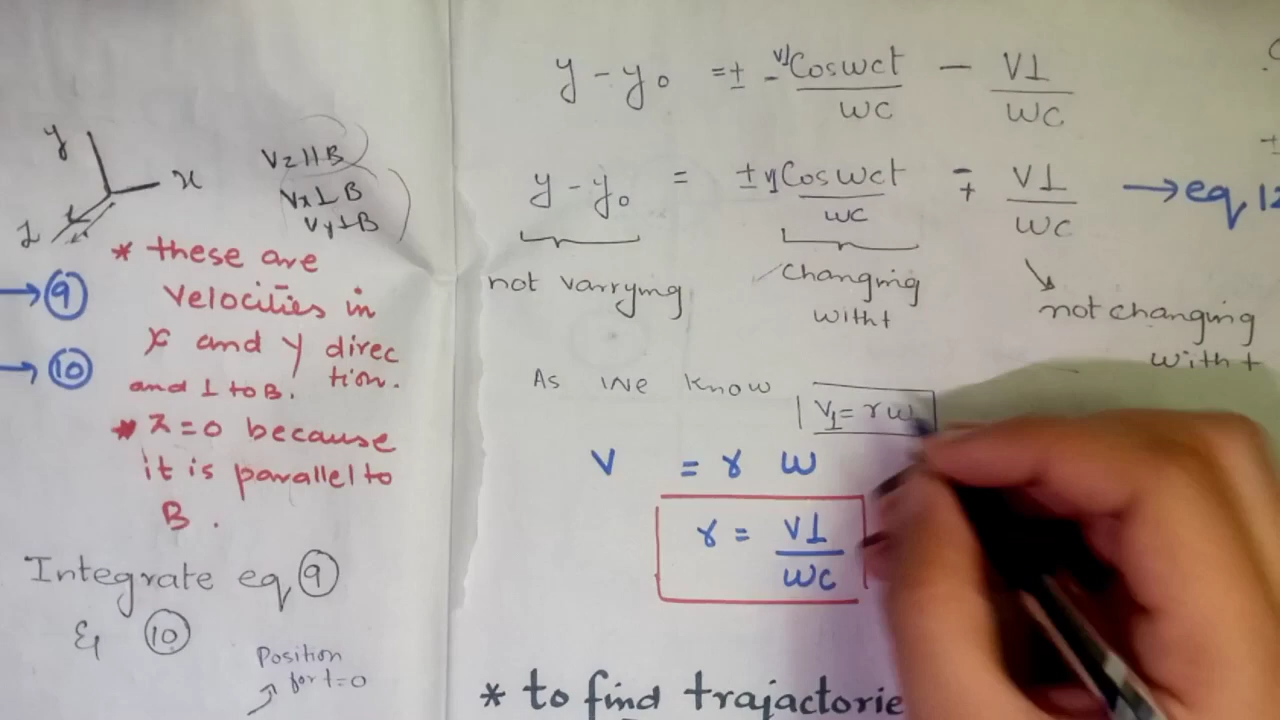 y
x
z
Vz || B
Vx ⊥ B
Vy ⊥ B
→ 9
→ 10
* these are
velocities in
X and Y direc
tion.
and ⊥ to B.
* z = 0 because
it is parallel to
B.
Integrate eq 9
& 10
Position
for t=0
y - y₀ = ± - V⊥ Cos wct / wc - V⊥ / wc
y - y₀ = ± V⊥ Cos wct / wc ∓ V⊥ / wc → eq 12
not varrying
changing
with t
not changing
with t
As we know
V⊥ = rw
v = r w
r = V⊥ / wc
* to find trajactorie